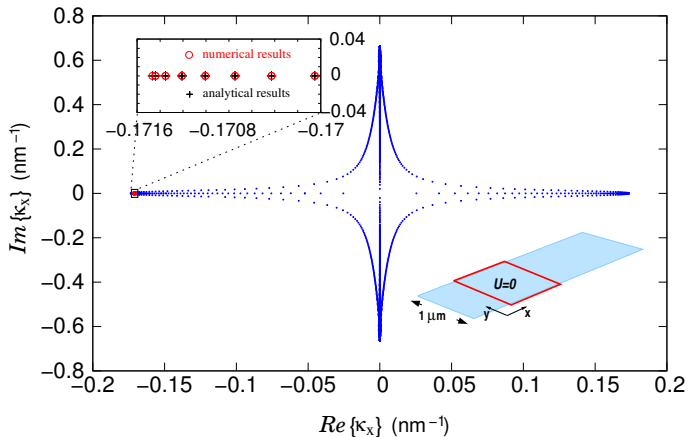 0.8
0.6
0.4
0.2
0
−0.2
−0.4
−0.6
−0.8
Im{κx} (nm−1)
numerical results
analytical results
0.04
0
−0.04
−0.1716 −0.1708 −0.17
U=0
1 μm
y x
−0.2 −0.15 −0.10 −0.05 0 0.05 0.10 0.15 0.2
Re{κx} (nm−1)